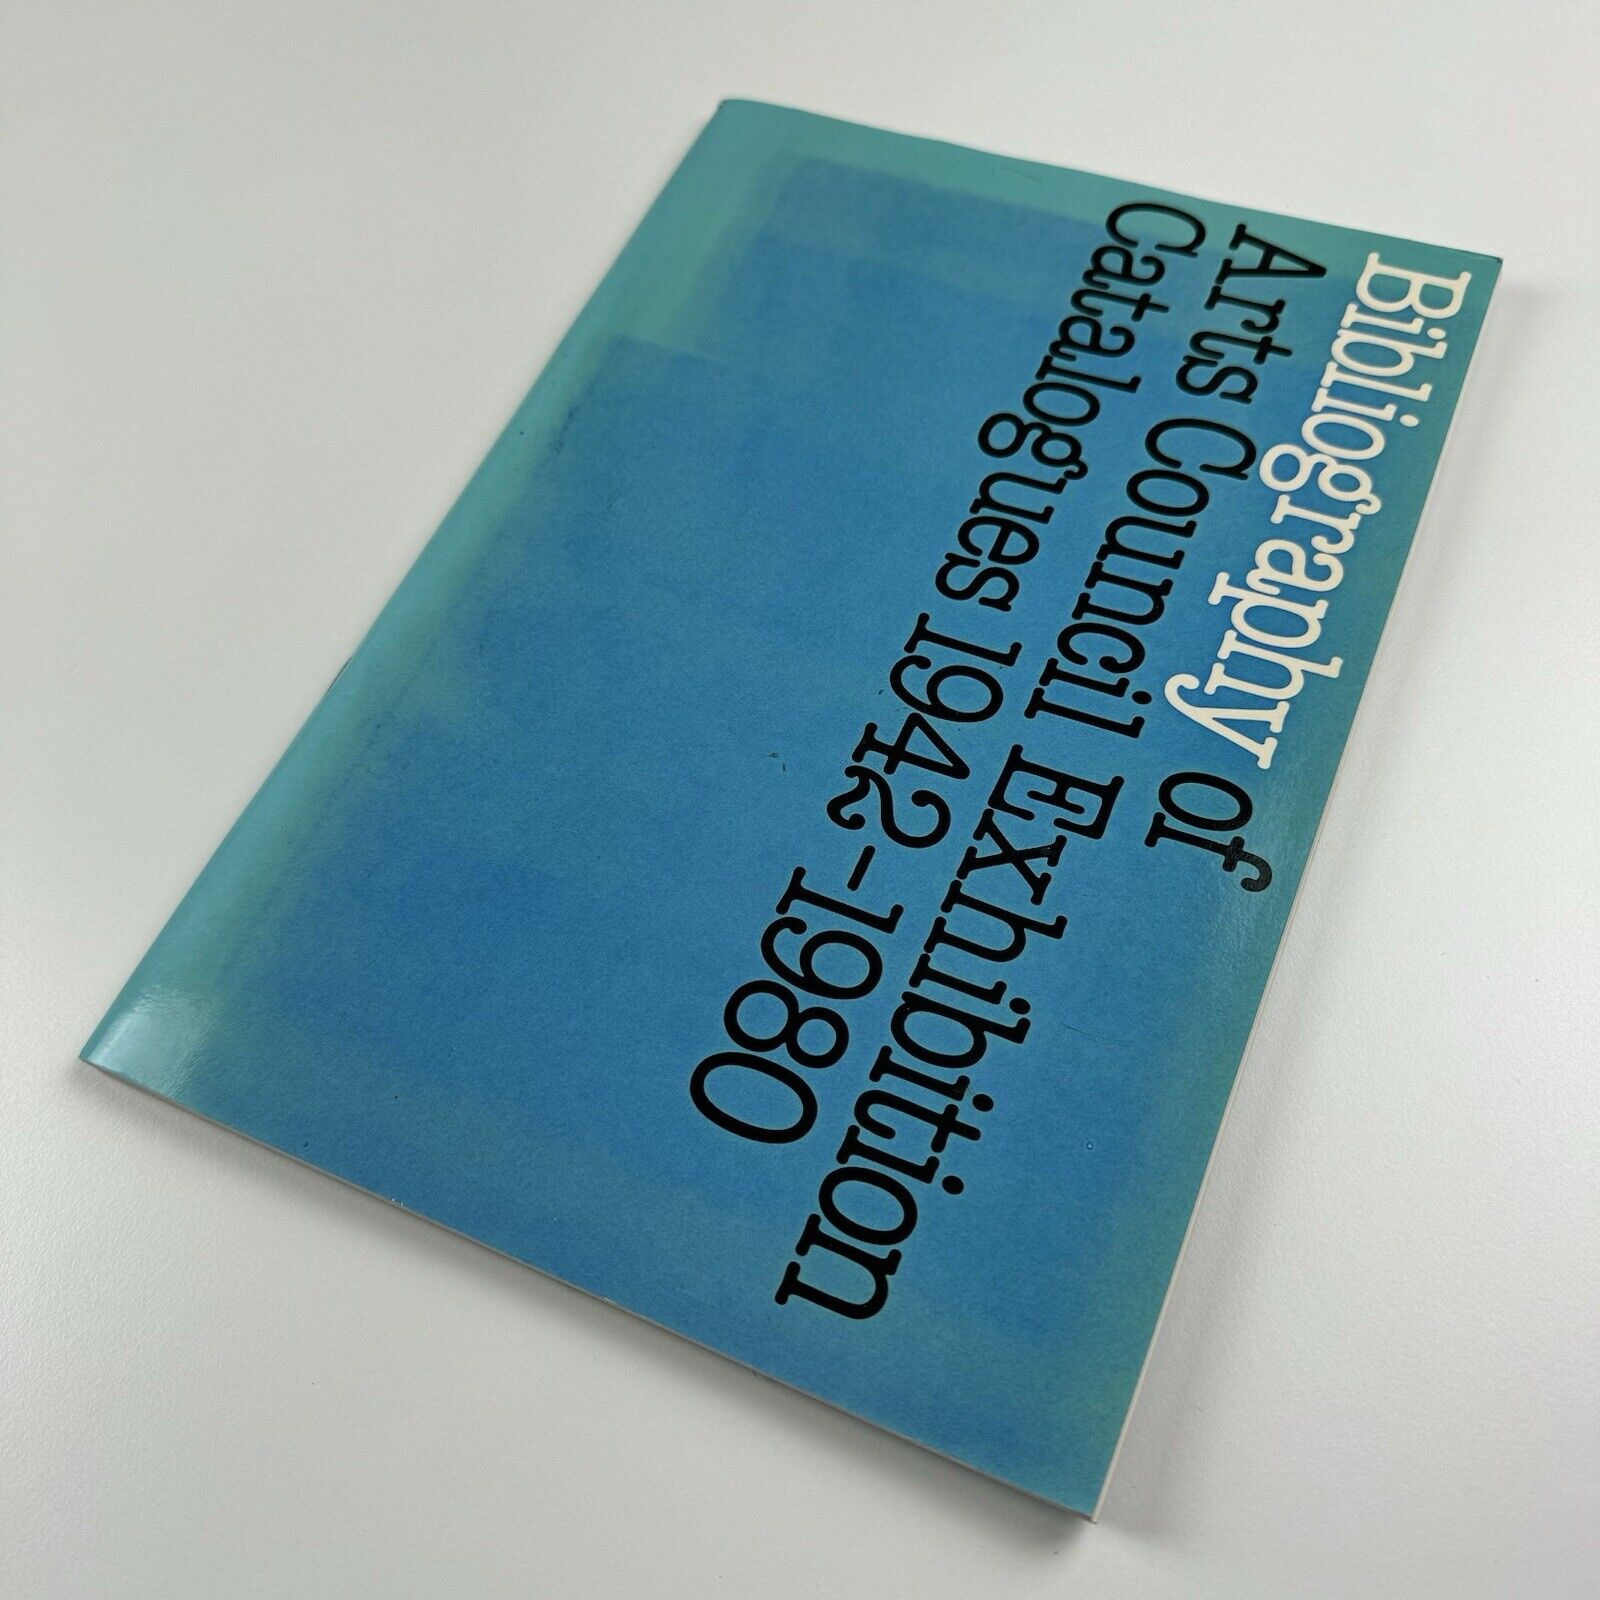 Bibliography of
Arts Council Exhibition
Catalogues 1942-1980